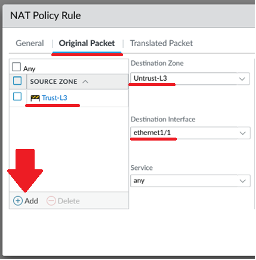 NAT Policy Rule
General | Original Packet | Translated Packet
Any
SOURCE ZONE
Trust-L3
Add Delete
Destination Zone
Untrust-L3
Destination Interface
ethernet1/1
Service
any